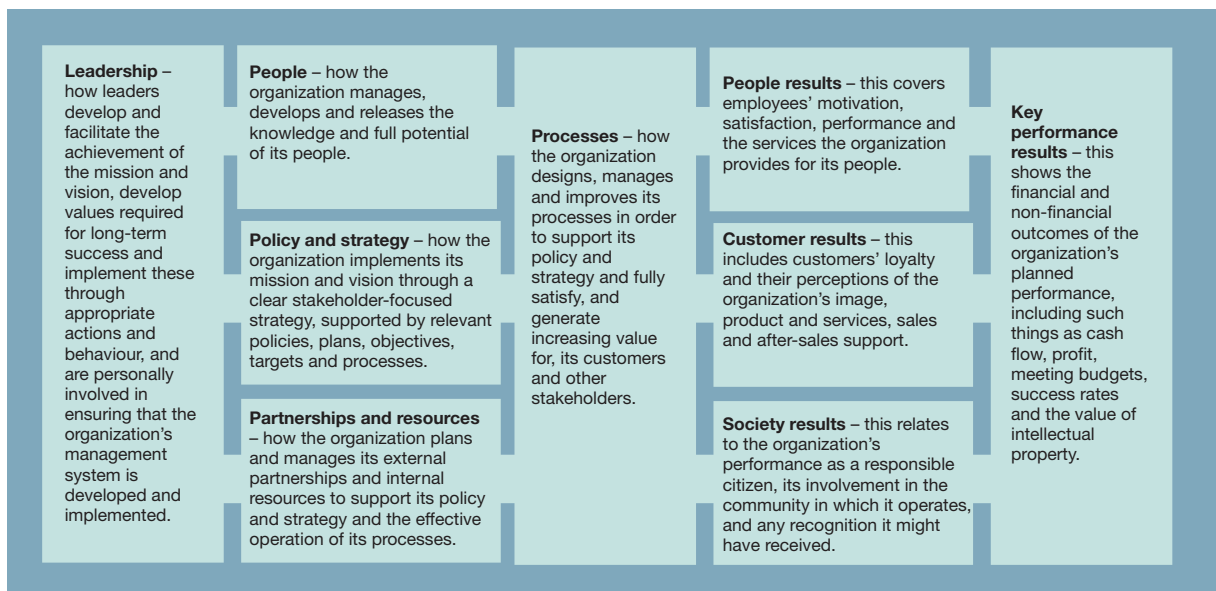 Leadership –
how leaders
develop and
facilitate the
achievement of
the mission and
vision, develop
values required
for long-term
success and
implement these
through
appropriate
actions and
behaviour, and
are personally
involved in
ensuring that the
organization's
management
system is
developed and
implemented.
People – how the
organization manages,
develops and releases the
knowledge and full potential
of its people.
Policy and strategy – how the
organization implements its
mission and vision through a
clear stakeholder-focused
strategy, supported by relevant
policies, plans, objectives,
targets and processes.
Partnerships and resources
– how the organization plans
and manages its external
partnerships and internal
resources to support its policy
and strategy and the effective
operation of its processes.
Processes – how
the organization
designs, manages
and improves its
processes in order
to support its
policy and
strategy and fully
satisfy, and
generate
increasing value
for, its customers
and other
stakeholders.
People results – this covers
employees' motivation,
satisfaction, performance and
the services the organization
provides for its people.
Customer results – this
includes customers' loyalty
and their perceptions of the
organization's image,
product and services, sales
and after-sales support.
Society results – this relates
to the organization's
performance as a responsible
citizen, its involvement in the
community in which it operates,
and any recognition it might
have received.
Key
performance
results – this
shows the
financial and
non-financial
outcomes of the
organization's
planned
performance,
including such
things as cash
flow, profit,
meeting budgets,
success rates
and the value of
intellectual
property.